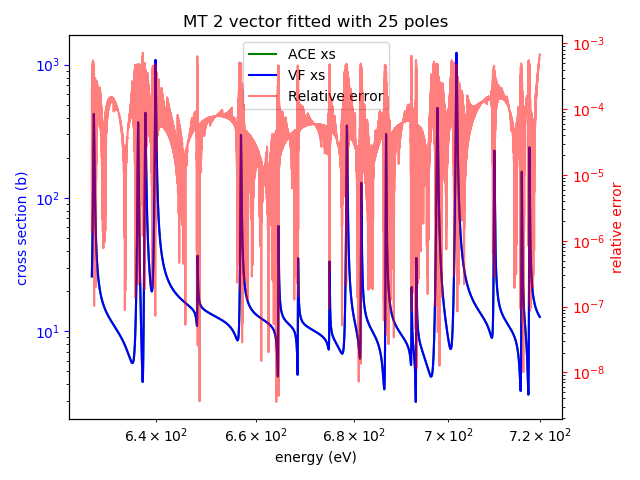 MT 2 vector fitted with 25 poles
ACE xs
VF xs
Relative error
cross section (b)
10³
10²
10¹
10⁻³
10⁻⁴
10⁻⁵
10⁻⁶
10⁻⁷
10⁻⁸
relative error
6.4 × 10² 6.6 × 10² 6.8 × 10² 7 × 10² 7.2 × 10²
energy (eV)